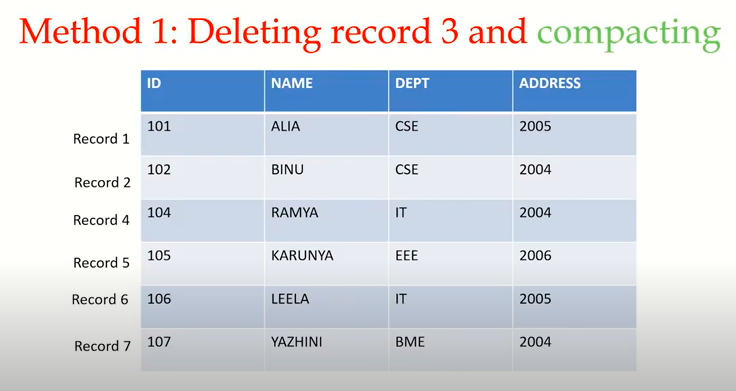 Method 1: Deleting record 3 and compacting
ID NAME DEPT ADDRESS
Record 1 101 ALIA CSE 2005
Record 2 102 BINU CSE 2004
Record 4 104 RAMYA IT 2004
Record 5 105 KARUNYA EEE 2006
Record 6 106 LEELA IT 2005
Record 7 107 YAZHINI BME 2004